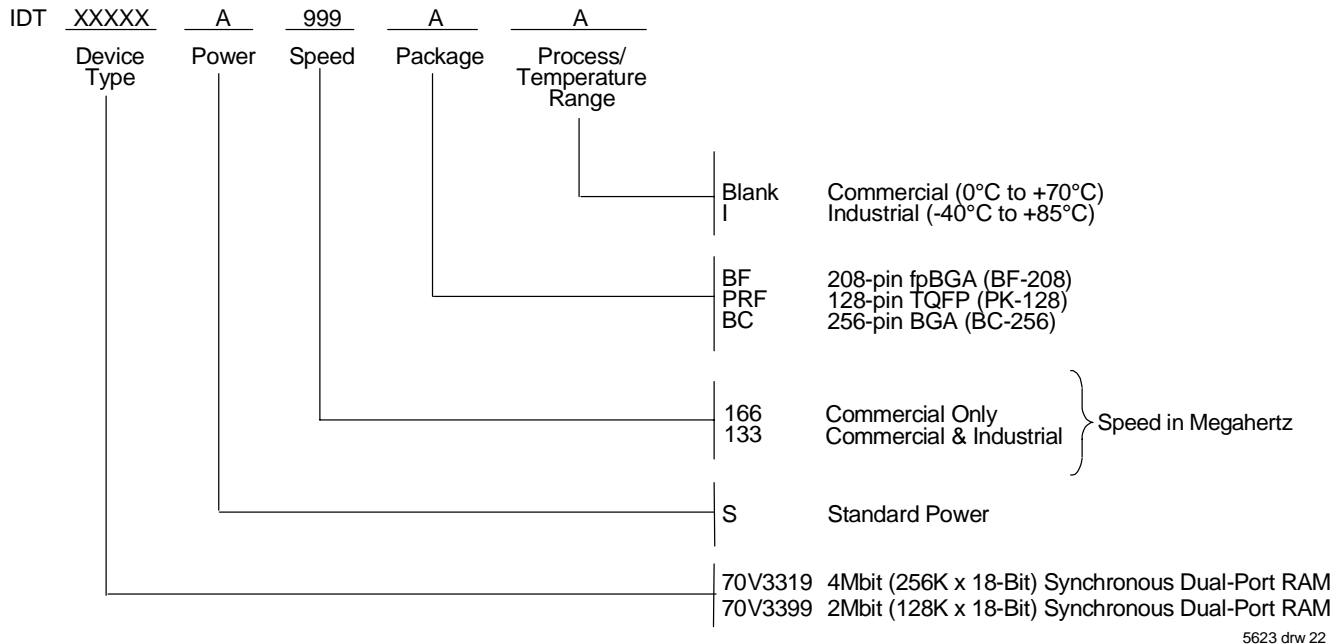 IDT XXXXX A 999 A A
Device Type Power Speed Package Process/ Temperature Range
Blank Commercial (0°C to +70°C)
I Industrial (-40°C to +85°C)
BF 208-pin fpBGA (BF-208)
PRF 128-pin TQFP (PK-128)
BC 256-pin BGA (BC-256)
166 Commercial Only
133 Commercial & Industrial
Speed in Megahertz
S Standard Power
70V3319 4Mbit (256K x 18-Bit) Synchronous Dual-Port RAM
70V3399 2Mbit (128K x 18-Bit) Synchronous Dual-Port RAM
5623 drw 22